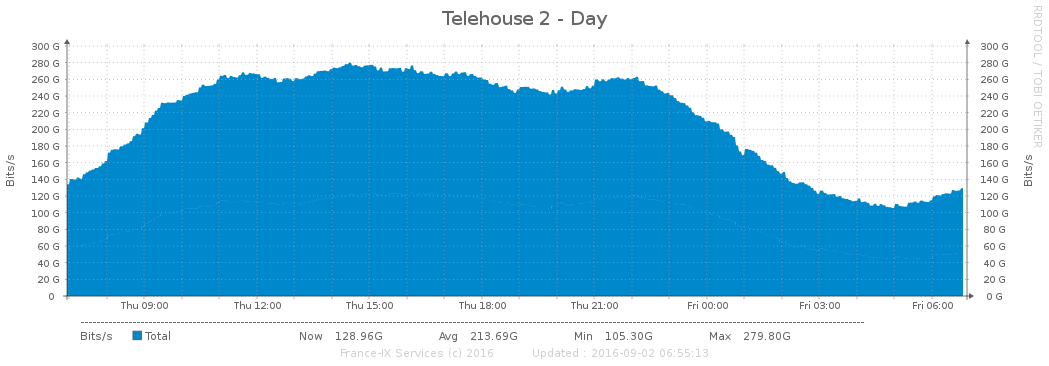 Telehouse 2 - Day
RRDTOOL / TOBI OETIKER
Bits/s
300 G 300 G
280 G 280 G
260 G 260 G
240 G 240 G
220 G 220 G
200 G 200 G
180 G 180 G
160 G 160 G
140 G 140 G
120 G 120 G
100 G 100 G
80 G 80 G
60 G 60 G
40 G 40 G
20 G 20 G
0 0 G
Bits/s
Thu 09:00 Thu 12:00 Thu 15:00 Thu 18:00 Thu 21:00 Fri 00:00 Fri 03:00 Fri 06:00
Bits/s Total Now 128.96G Avg 213.69G Min 105.30G Max 279.80G
France-IX Services (c) 2016 Updated : 2016-09-02 06:55:13